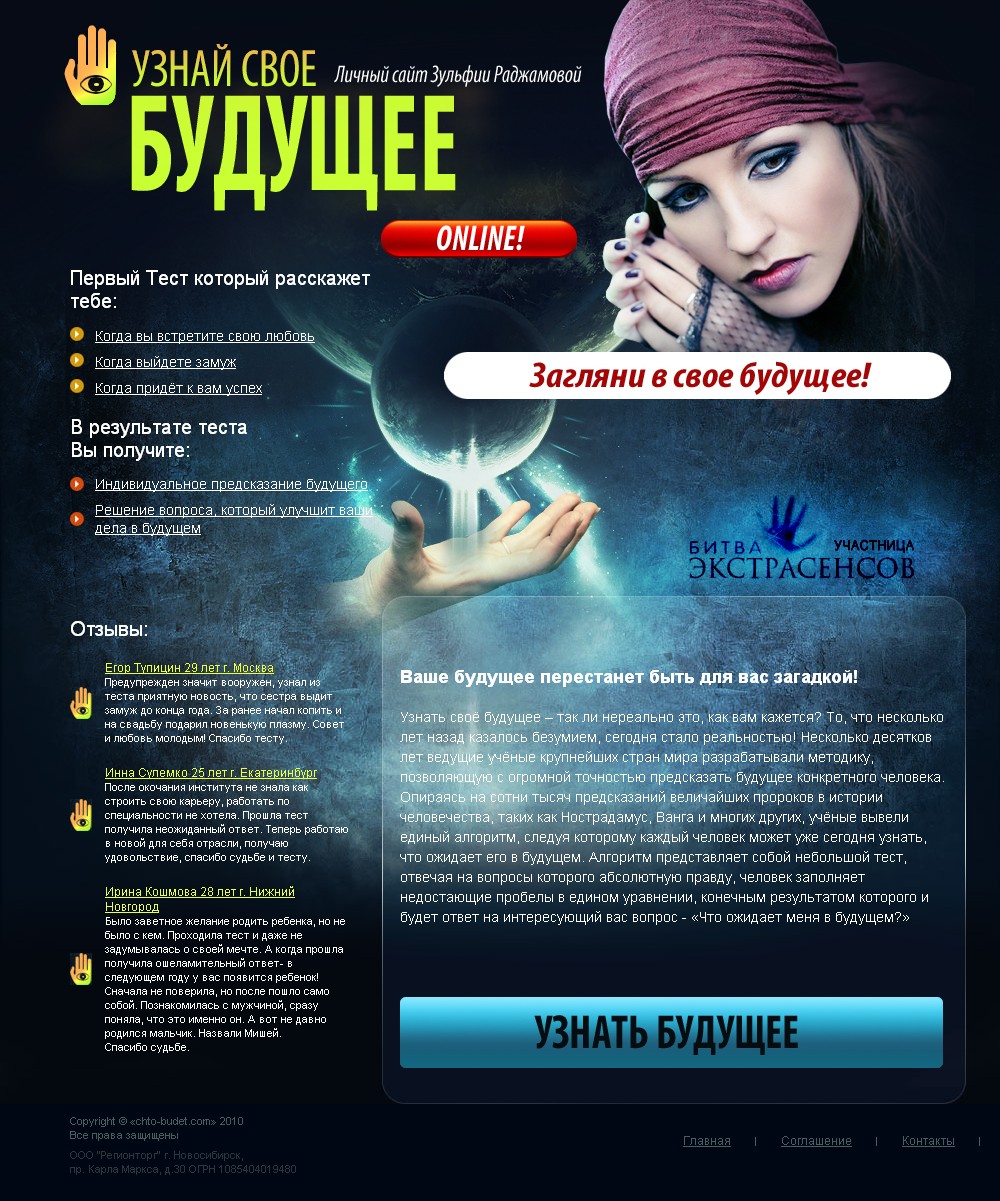 УЗНАЙ СВОЕ
Личный сайт Зульфии Раджамовой
БУДУЩЕЕ
ONLINE!
Первый Тест который расскажет
тебе:
Когда вы встретите свою любовь
Когда выйдете замуж
Когда придёт к вам успех
Загляни в свое будущее!
В результате теста
Вы получите:
Индивидуальное предсказание будущего
Решение вопроса, который улучшит ваши
дела в будущем
БИТВА УЧАСТНИЦА
ЭКСТРАСЕНСОВ
Отзывы:
Егор Тупицин 29 лет г. Москва
Предупрежден значит вооружен, узнал из
теста приятную новость, что сестра выдит
замуж до конца года. За ранее начал копить и
на свадьбу подарил новенькую плазму. Совет
и любовь молодым! Спасибо тесту.
Инна Сулемко 25 лет г. Екатеринбург
После окочания института не знала как
строить свою карьеру, работать по
специальности не хотела. Прошла тест
получила неожиданный ответ. Теперь работаю
в новой для себя отрасли, получаю
удовольствие, спасибо судьбе и тесту.
Ирина Кошмова 28 лет г. Нижний
Новгород
Было заветное желание родить ребенка, но не
было с кем. Проходила тест и даже не
задумывалась о своей мечте. А когда прошла
получила ошеламительный ответ- в
следующем году у вас появится ребенок!
Сначала не поверила, но после пошло само
собой. Познакомилась с мужчиной, сразу
поняла, что это именно он. А вот не давно
родился мальчик. Назвали Мишей.
Спасибо судьбе.
Ваше будущее перестанет быть для вас загадкой!
Узнать своё будущее – так ли нереально это, как вам кажется? То, что несколько
лет назад казалось безумием, сегодня стало реальностью! Несколько десятков
лет ведущие учёные крупнейших стран мира разрабатывали методику,
позволяющую с огромной точностью предсказать будущее конкретного человека.
Опираясь на сотни тысяч предсказаний величайших пророков в истории
человечества, таких как Нострадамус, Ванга и многих других, учёные вывели
единый алгоритм, следуя которому каждый человек может уже сегодня узнать,
что ожидает его в будущем. Алгоритм представляет собой небольшой тест,
отвечая на вопросы которого абсолютную правду, человек заполняет
недостающие пробелы в едином уравнении, конечным результатом которого и
будет ответ на интересующий вас вопрос - «Что ожидает меня в будущем?»
УЗНАТЬ БУДУЩЕЕ
Copyright © «chto-budet.com» 2010
Все права защищены
ООО "Регионторг" г. Новосибирск,
пр. Карла Маркса, д.30 ОГРН 1085404019480
Главная | Соглашение | Контакты |